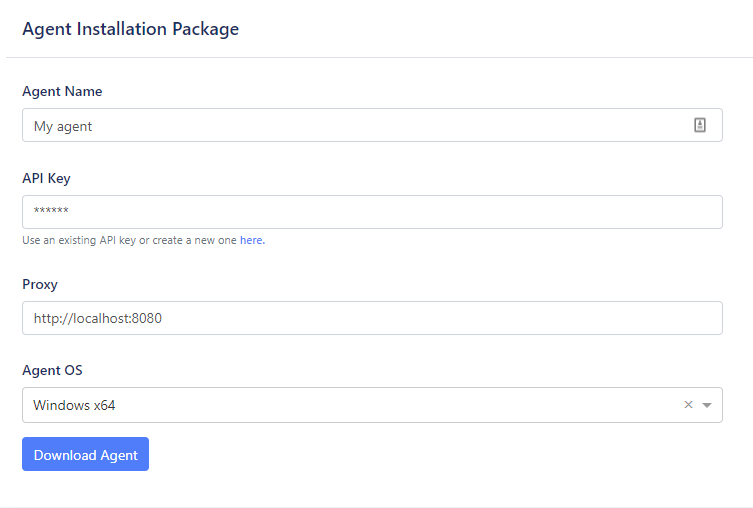 Agent Installation Package
Agent Name
My agent
API Key
******
Use an existing API key or create a new one here.
Proxy
http://localhost:8080
Agent OS
Windows x64
Download Agent